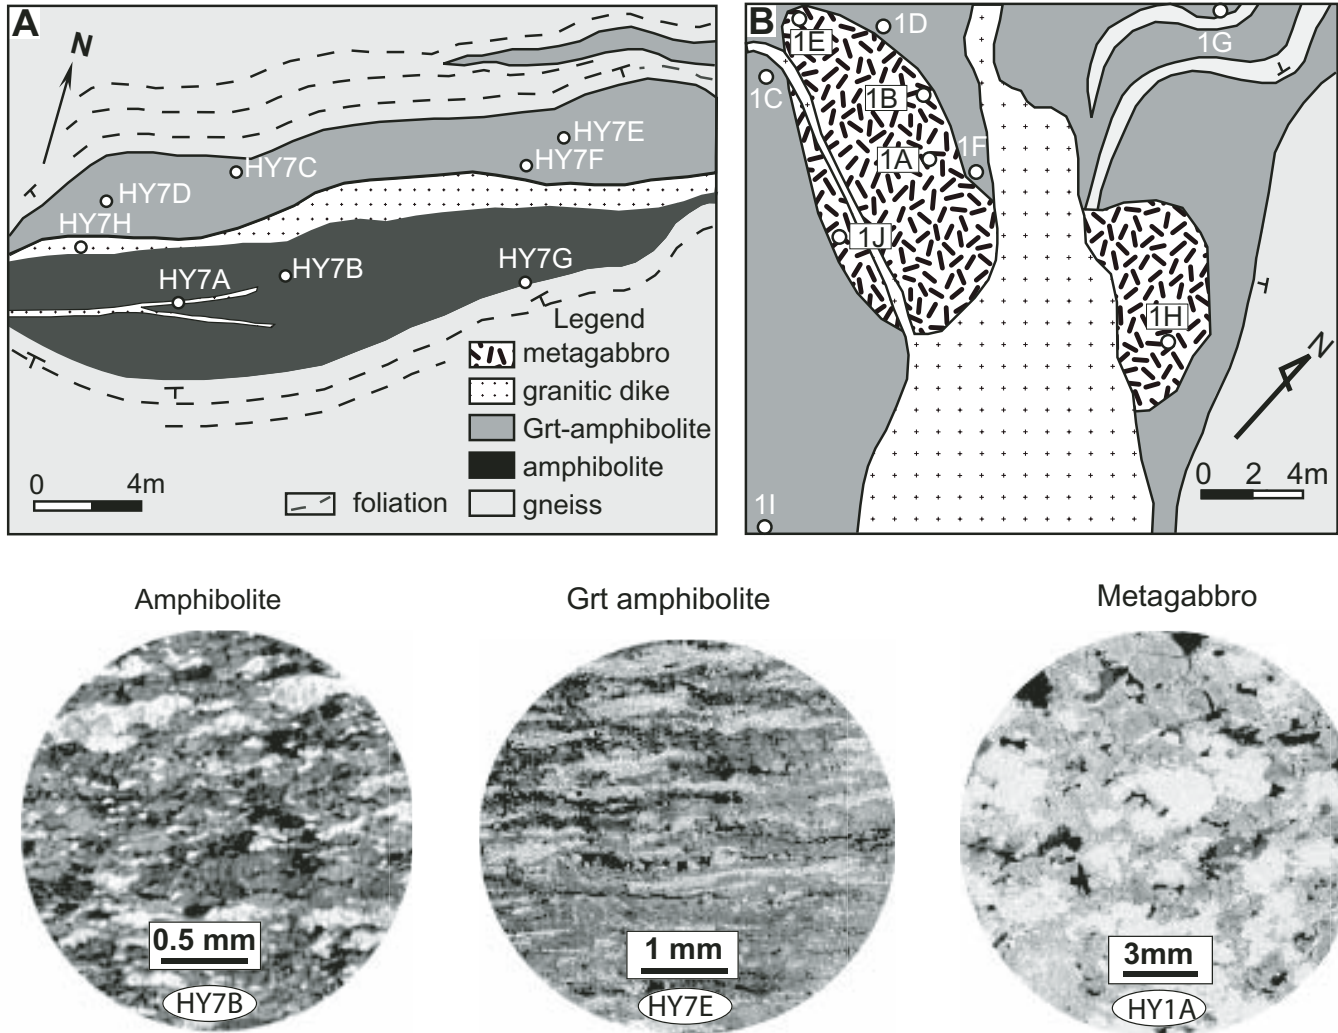 A
N
HY7E
HY7F
HY7C
HY7D
HY7H
HY7B
HY7G
HY7A
Legend
metagabbro
granitic dike
Grt-amphibolite
amphibolite
gneiss
foliation
0 4m
B
1E
1D
1G
1C
1B
1A
1F
1J
1H
1I
N
0 2 4m
Amphibolite
Grt amphibolite
Metagabbro
0.5 mm
HY7B
1 mm
HY7E
3mm
HY1A